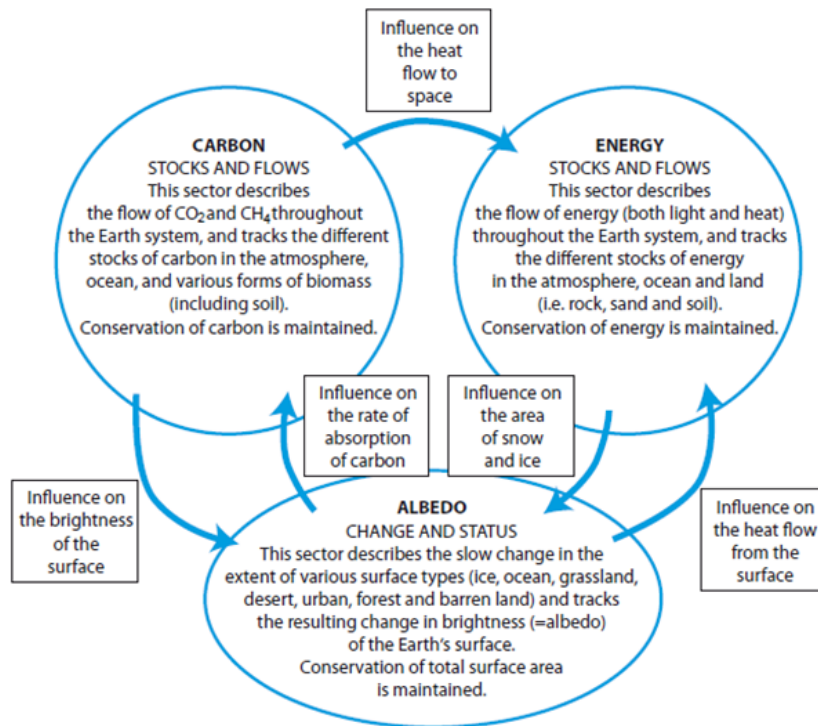 Influence on
the heat
flow to
space
CARBON
STOCKS AND FLOWS
This sector describes
the flow of CO₂ and CH₄ throughout
the Earth system, and tracks the different
stocks of carbon in the atmosphere,
ocean, and various forms of biomass
(including soil).
Conservation of carbon is maintained.
ENERGY
STOCKS AND FLOWS
This sector describes
the flow of energy (both light and heat)
throughout the Earth system, and tracks
the different stocks of energy
in the atmosphere, ocean and land
(i.e. rock, sand and soil).
Conservation of energy is maintained.
Influence on
the rate of
absorption
of carbon
Influence on
the area
of snow
and ice
Influence on
the brightness
of the
surface
ALBEDO
CHANGE AND STATUS
This sector describes the slow change in the
extent of various surface types (ice, ocean, grassland,
desert, urban, forest and barren land) and tracks
the resulting change in brightness (=albedo)
of the Earth's surface.
Conservation of total surface area
is maintained.
Influence on
the heat flow
from the
surface